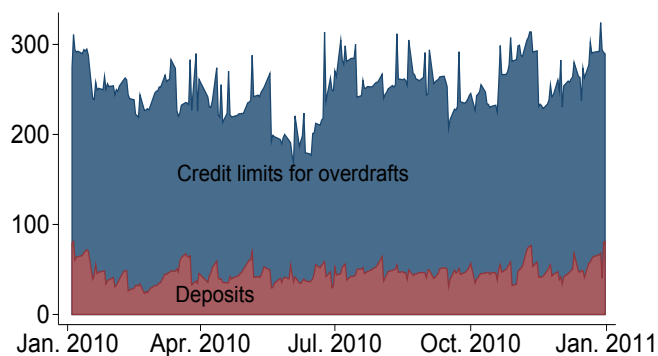 300
200
Credit limits for overdrafts
100
Deposits
0
Jan. 2010 Apr. 2010 Jul. 2010 Oct. 2010 Jan. 2011